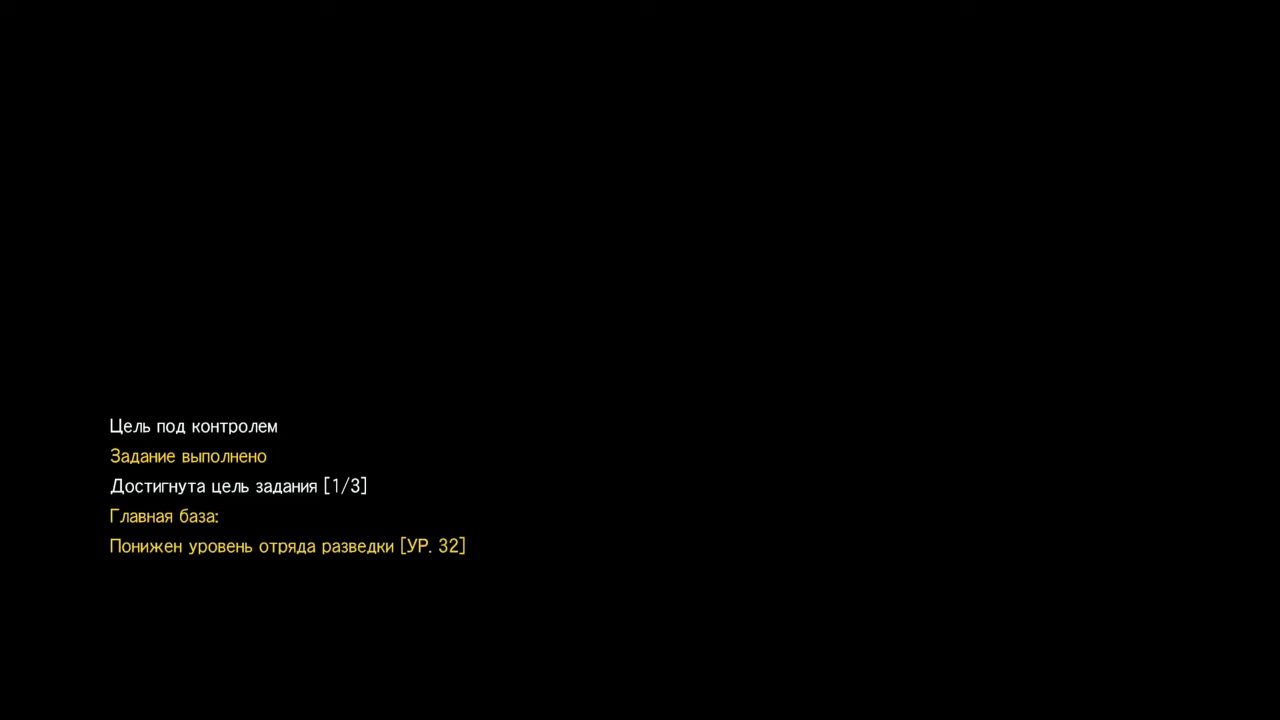 Цель под контролем
Задание выполнено
Достигнута цель задания [1/3]
Главная база:
Понижен уровень отряда разведки [УР. 32]